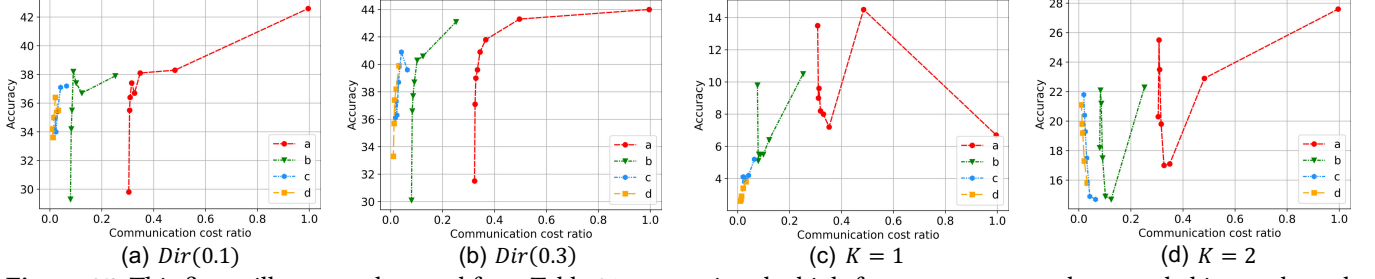 44
42
40
38
36
34
32
30
Accuracy
0.0 0.2 0.4 0.6 0.8 1.0
Communication cost ratio
a
b
c
d
(a) Dir(0.1)
44
42
40
38
36
34
32
30
Accuracy
0.0 0.2 0.4 0.6 0.8 1.0
Communication cost ratio
a
b
c
d
(b) Dir(0.3)
14
12
10
8
6
4
Accuracy
0.0 0.2 0.4 0.6 0.8 1.0
Communication cost ratio
a
b
c
d
(c) K = 1
28
26
24
22
20
18
16
Accuracy
0.0 0.2 0.4 0.6 0.8 1.0
Communication cost ratio
a
b
c
d
(d) K = 2